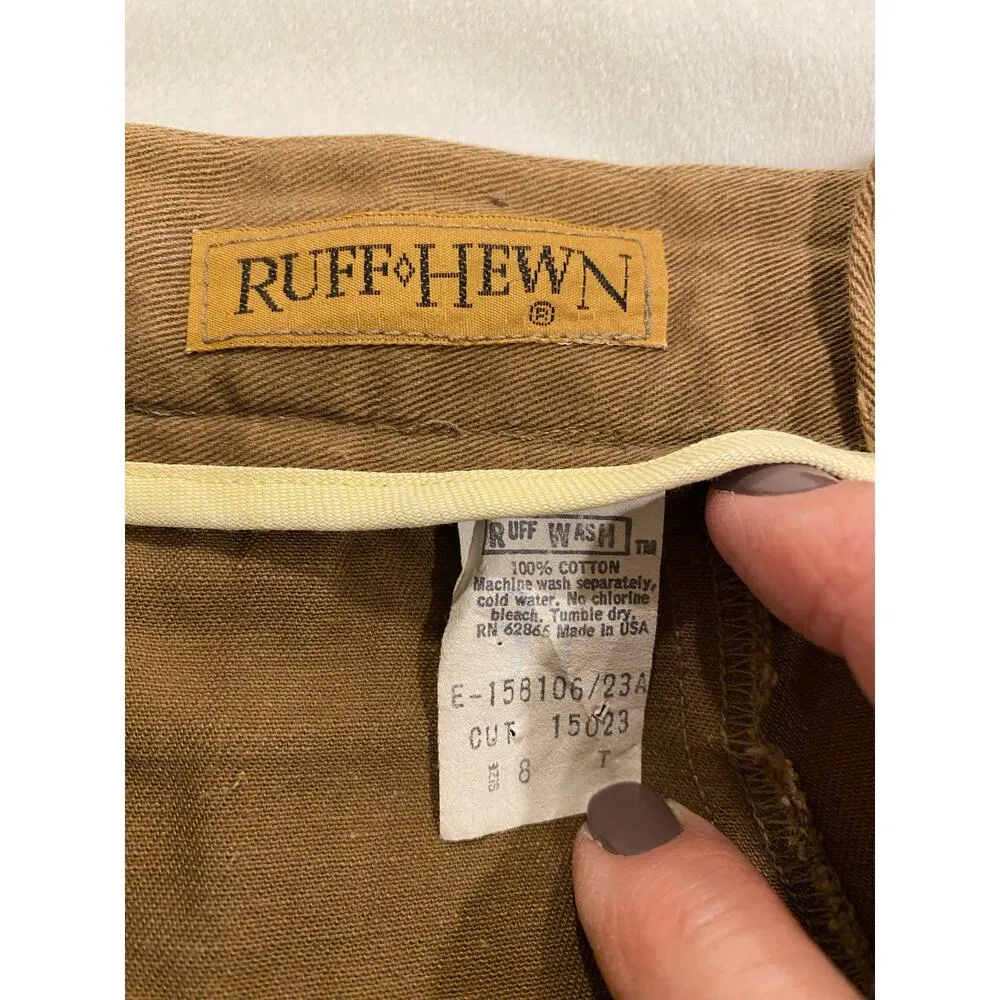 RUFF◇HEWN
®
RUFF WASH TM
100% COTTON
Machine wash separately,
cold water. No chlorine
bleach. Tumble dry.
RN 62866 Made in USA
E-158106/23A
CUT 15023
SIZE 8 T